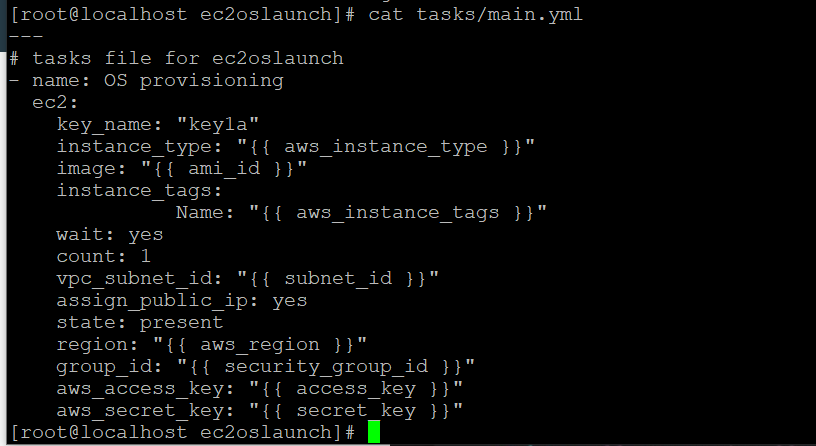 [root@localhost ec2oslaunch]# cat tasks/main.yml
---
# tasks file for ec2oslaunch
- name: OS provisioning
  ec2:
    key_name: "key1a"
    instance_type: "{{ aws_instance_type }}"
    image: "{{ ami_id }}"
    instance_tags:
              Name: "{{ aws_instance_tags }}"
    wait: yes
    count: 1
    vpc_subnet_id: "{{ subnet_id }}"
    assign_public_ip: yes
    state: present
    region: "{{ aws_region }}"
    group_id: "{{ security_group_id }}"
    aws_access_key: "{{ access_key }}"
    aws_secret_key: "{{ secret_key }}"
[root@localhost ec2oslaunch]#